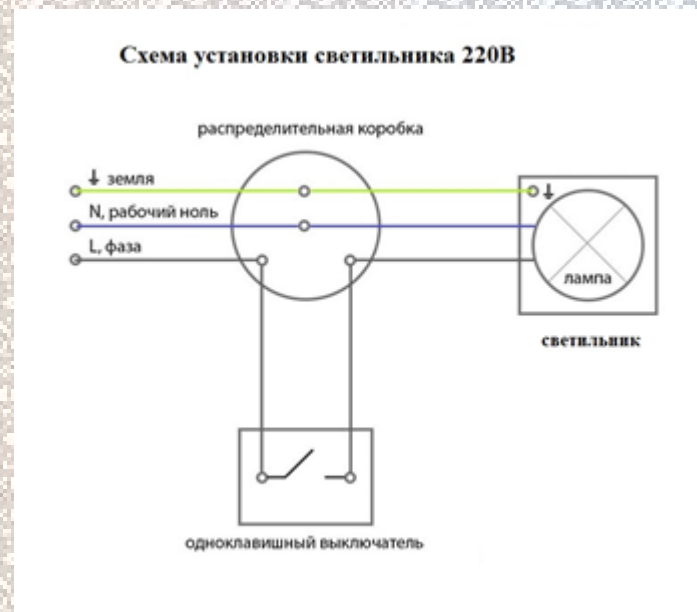 Схема установки светильника 220В
распределительная коробка
земля
N, рабочий ноль
L, фаза
лампа
светильник
одноклавишный выключатель